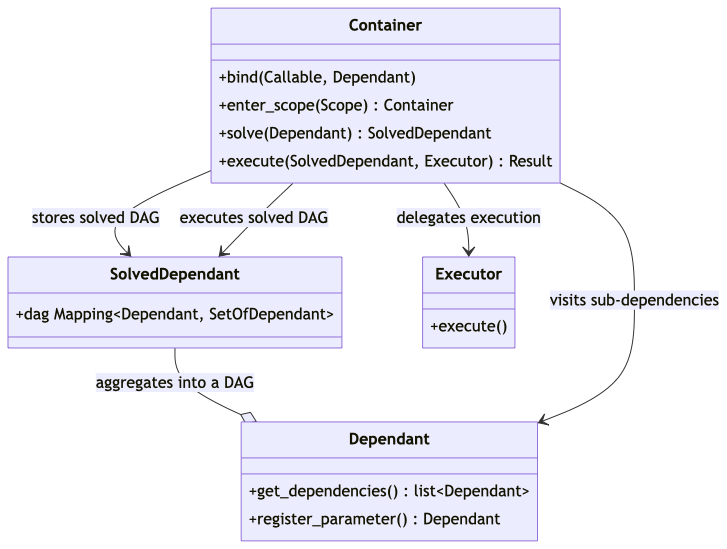 Container
+bind(Callable, Dependant)
+enter_scope(Scope) : Container
+solve(Dependant) : SolvedDependant
+execute(SolvedDependant, Executor) : Result
stores solved DAG
executes solved DAG
delegates execution
visits sub-dependencies
SolvedDependant
+dag Mapping<Dependant, SetOfDependant>
Executor
+execute()
aggregates into a DAG
Dependant
+get_dependencies() : list<Dependant>
+register_parameter() : Dependant